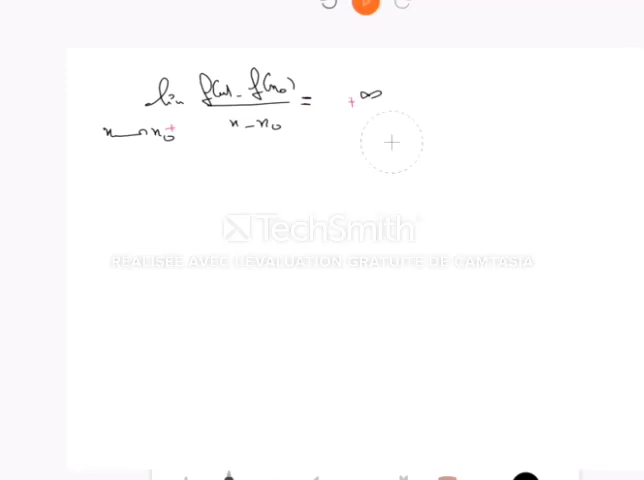 lim f(x) - f(x₀) / x - x₀ = +∞
x → x₀⁺
TechSmith
RÉALISÉE AVEC L'ÉVALUATION GRATUITE DE CAMTASIA